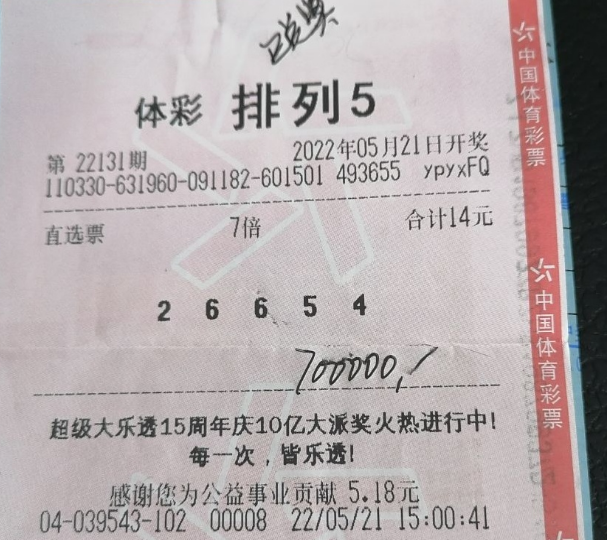 已兑奖
体彩 排列5
第 22131期 2022年05月21日开奖
110330-631960-091182-601501 493655 ypyxFQ
直选票 7倍 合计14元
2 6 6 5 4
700000,/
超级大乐透15周年庆10亿大派奖火热进行中!
每一次，皆乐透!
感谢您为公益事业贡献 5.18元
04-039543-102 00008 22/05/21 15:00:41
中国体育彩票
中国体育彩票